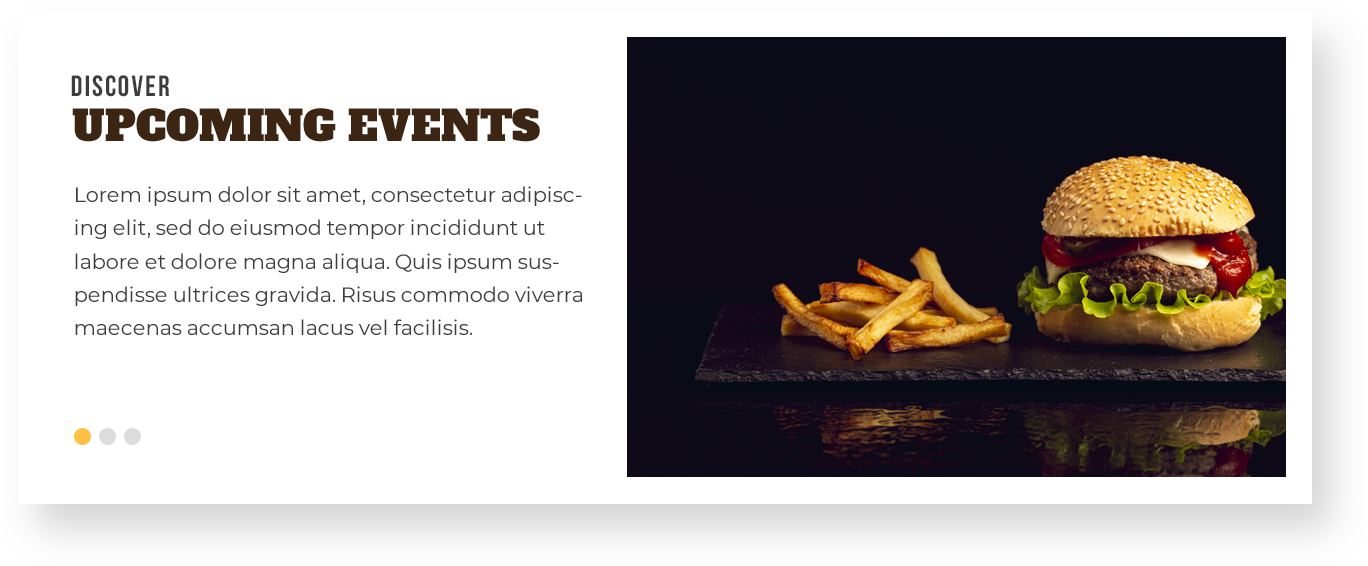 DISCOVER
UPCOMING EVENTS
Lorem ipsum dolor sit amet, consectetur adipisc-
ing elit, sed do eiusmod tempor incididunt ut
labore et dolore magna aliqua. Quis ipsum sus-
pendisse ultrices gravida. Risus commodo viverra
maecenas accumsan lacus vel facilisis.